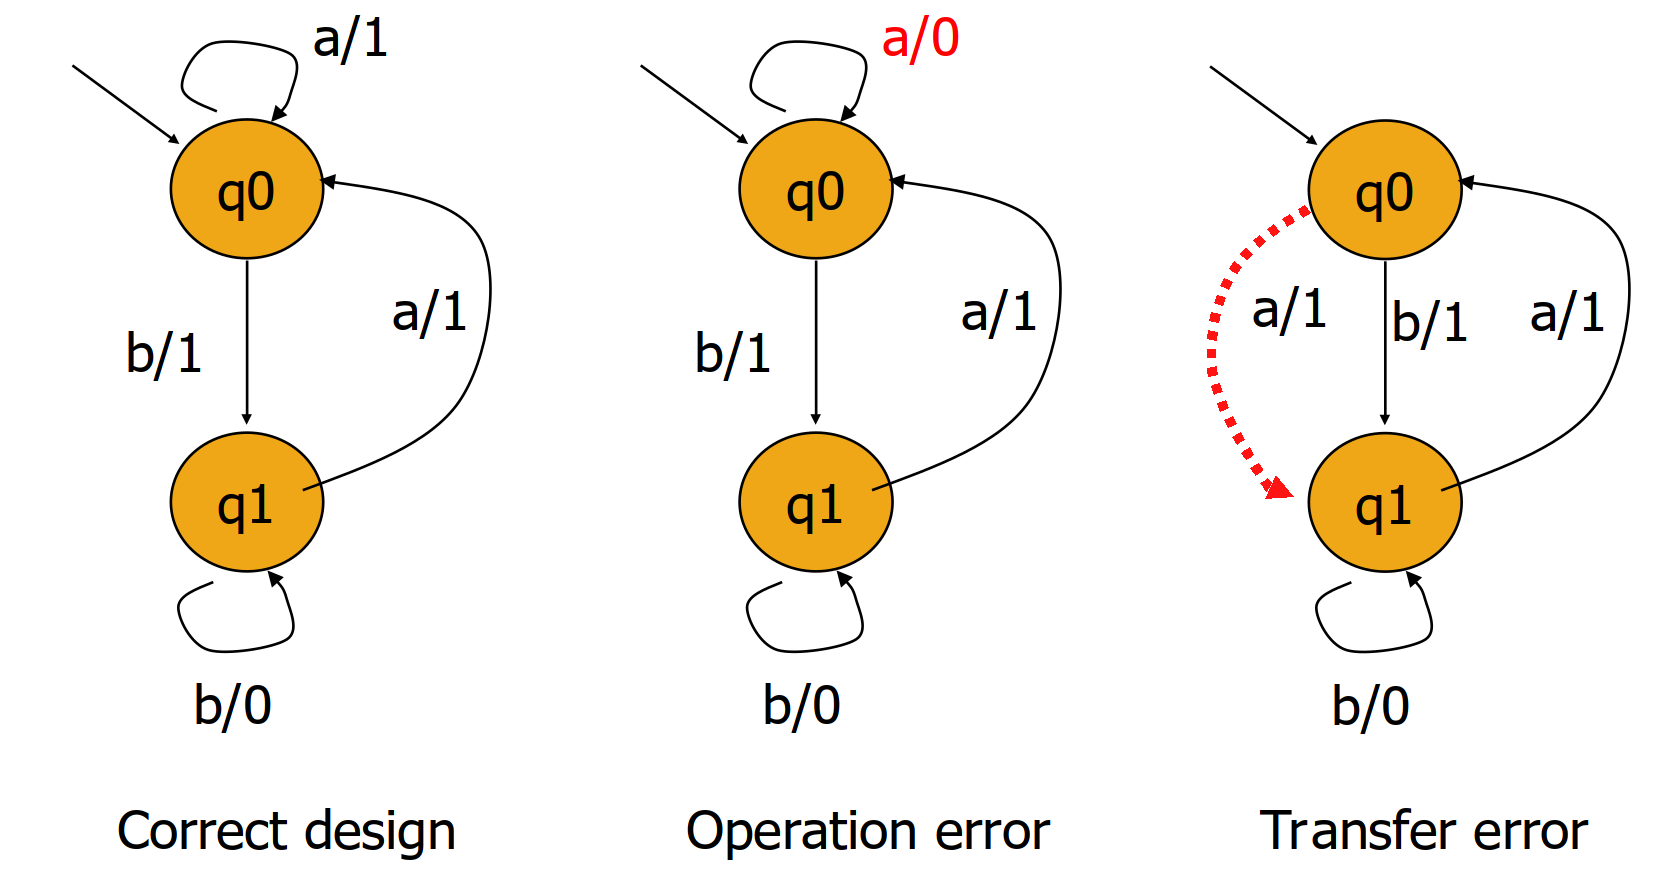 a/1
q0
b/1
a/1
q1
b/0
Correct design
a/0
q0
b/1
a/1
q1
b/0
Operation error
q0
a/1
b/1
a/1
q1
b/0
Transfer error